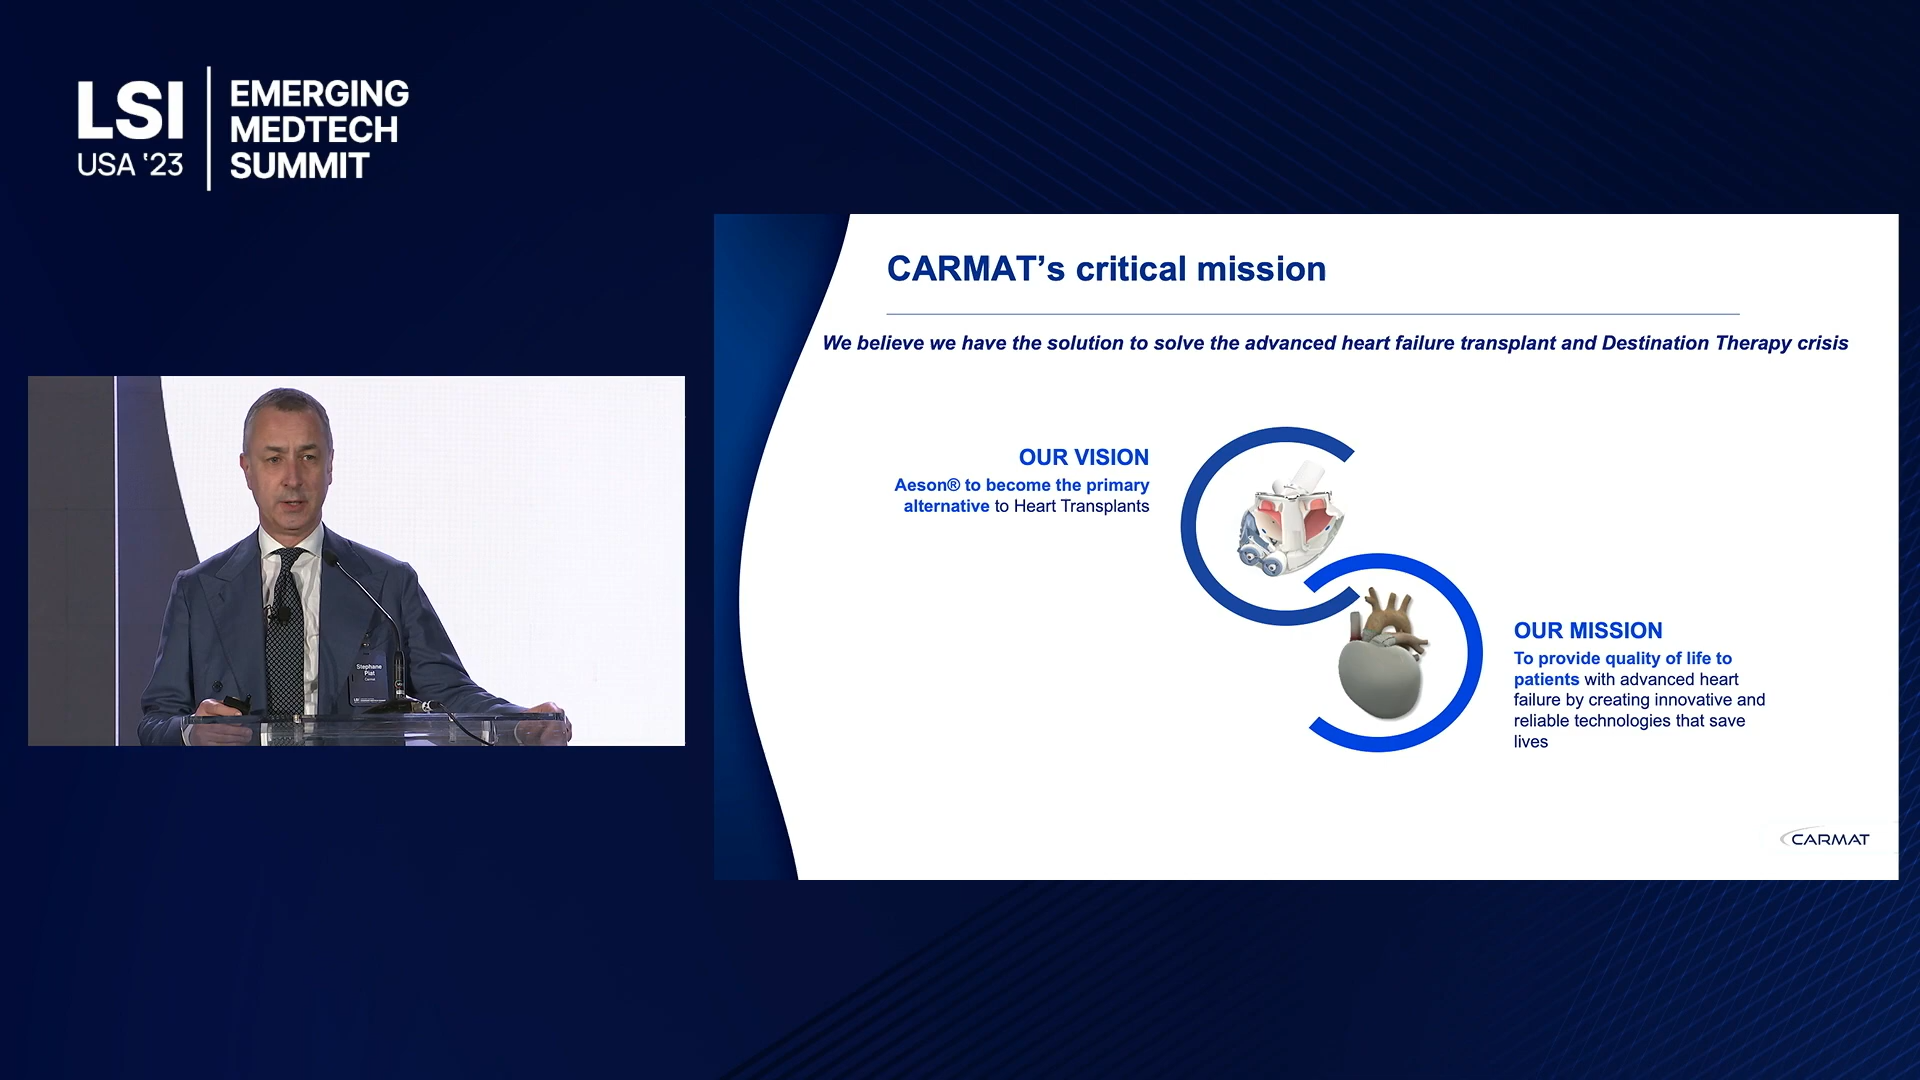 LSI
USA '23
EMERGING
MEDTECH
SUMMIT
CARMAT’s critical mission
We believe we have the solution to solve the advanced heart failure transplant and Destination Therapy crisis
OUR VISION
Aeson® to become the primary
alternative to Heart Transplants
OUR MISSION
To provide quality of life to
patients with advanced heart
failure by creating innovative and
reliable technologies that save
lives
CARMAT
Stephane
Piat
Carmat